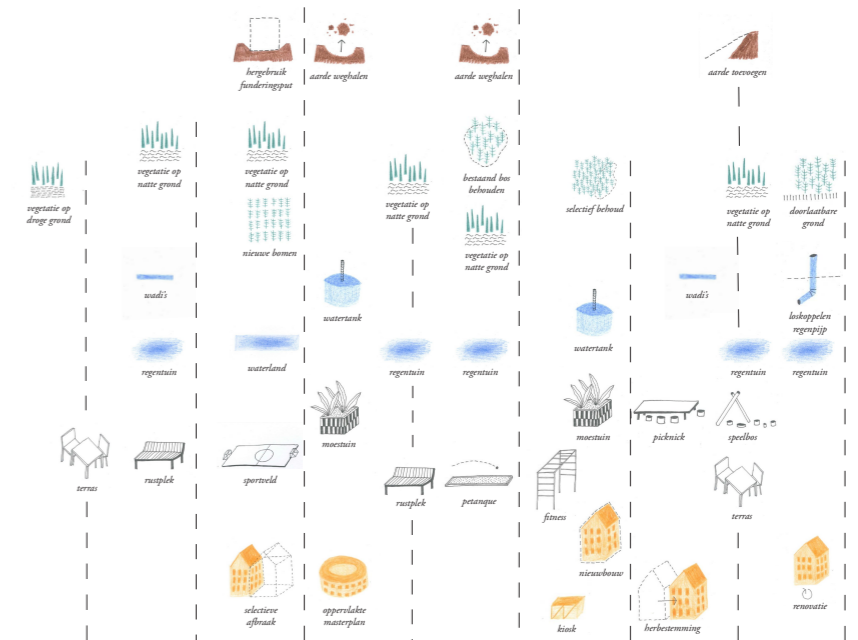 hergebruik
funderingsput
aarde weghalen
aarde weghalen
aarde toevoegen
vegetatie op
natte grond
vegetatie op
natte grond
bestaand bos
behouden
vegetatie op
droge grond
vegetatie op
natte grond
selectief behoud
vegetatie op
natte grond
doorlaatbare
grond
nieuwe bomen
vegetatie op
natte grond
wadi's
watertank
wadi's
loskoppelen
regenpijp
watertank
regentuin
waterland
regentuin
regentuin
regentuin
regentuin
moestuin
moestuin
picknick
speelbos
terras
rustplek
sportveld
rustplek
petanque
fitness
terras
nieuwbouw
selectieve
afbraak
oppervlakte
masterplan
kiosk
herbestemming
renovatie